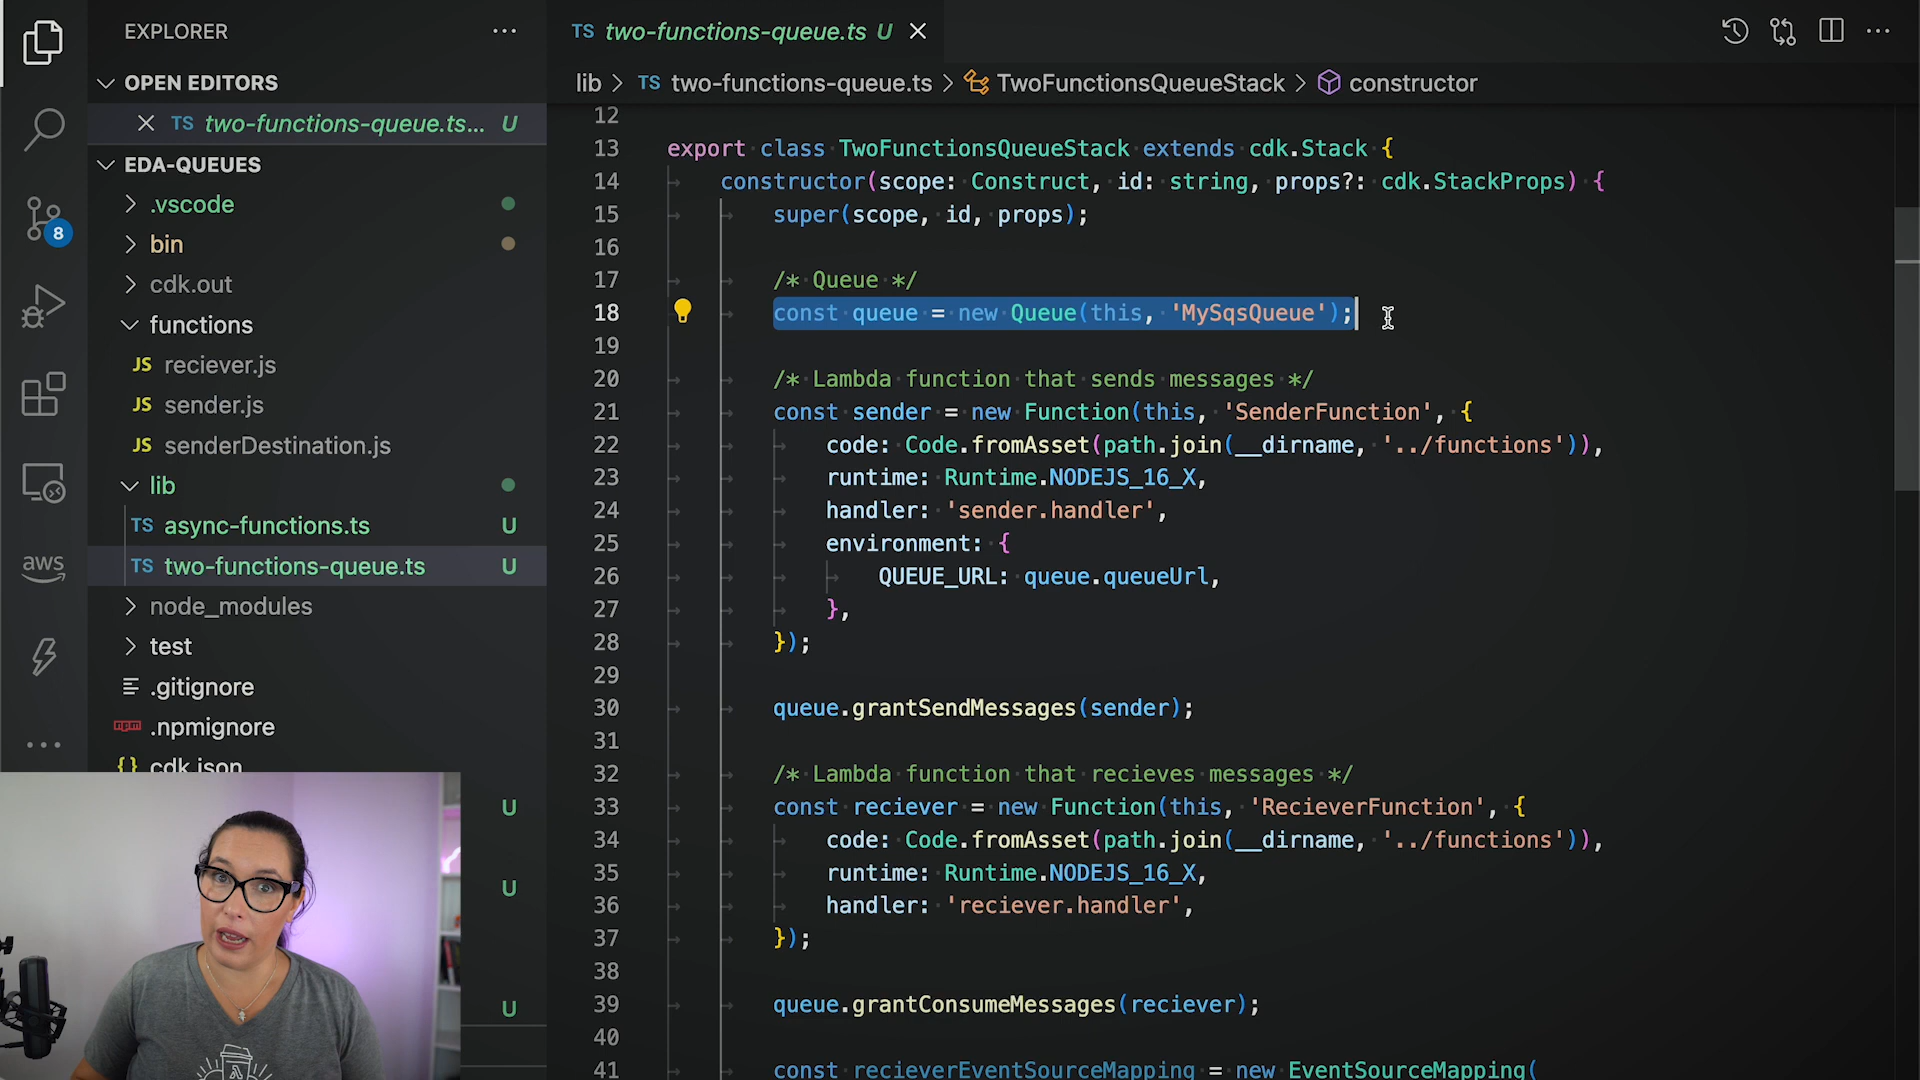 EXPLORER
OPEN EDITORS
TS two-functions-queue.ts... U
EDA-QUEUES
.vscode
bin
cdk.out
functions
JS reciever.js
JS sender.js
JS senderDestination.js
lib
TS async-functions.ts U
TS two-functions-queue.ts U
node_modules
test
.gitignore
npm .npmignore
{} cdk.json
U
U
U
8
aws
TS two-functions-queue.ts U
lib > TS two-functions-queue.ts > TwoFunctionsQueueStack > constructor
12
13 export class TwoFunctionsQueueStack extends cdk.Stack {
14 constructor(scope: Construct, id: string, props?: cdk.StackProps) {
15 super(scope, id, props);
16
17 /* Queue */
18 const queue = new Queue(this, 'MySqsQueue');
19
20 /* Lambda function that sends messages */
21 const sender = new Function(this, 'SenderFunction', {
22 code: Code.fromAsset(path.join(__dirname, '../functions')),
23 runtime: Runtime.NODEJS_16_X,
24 handler: 'sender.handler',
25 environment: {
26 QUEUE_URL: queue.queueUrl,
27 },
28 });
29
30 queue.grantSendMessages(sender);
31
32 /* Lambda function that recieves messages */
33 const reciever = new Function(this, 'RecieverFunction', {
34 code: Code.fromAsset(path.join(__dirname, '../functions')),
35 runtime: Runtime.NODEJS_16_X,
36 handler: 'reciever.handler',
37 });
38
39 queue.grantConsumeMessages(reciever);
40
41 const recieverEventSourceMapping = new EventSourceMapping(